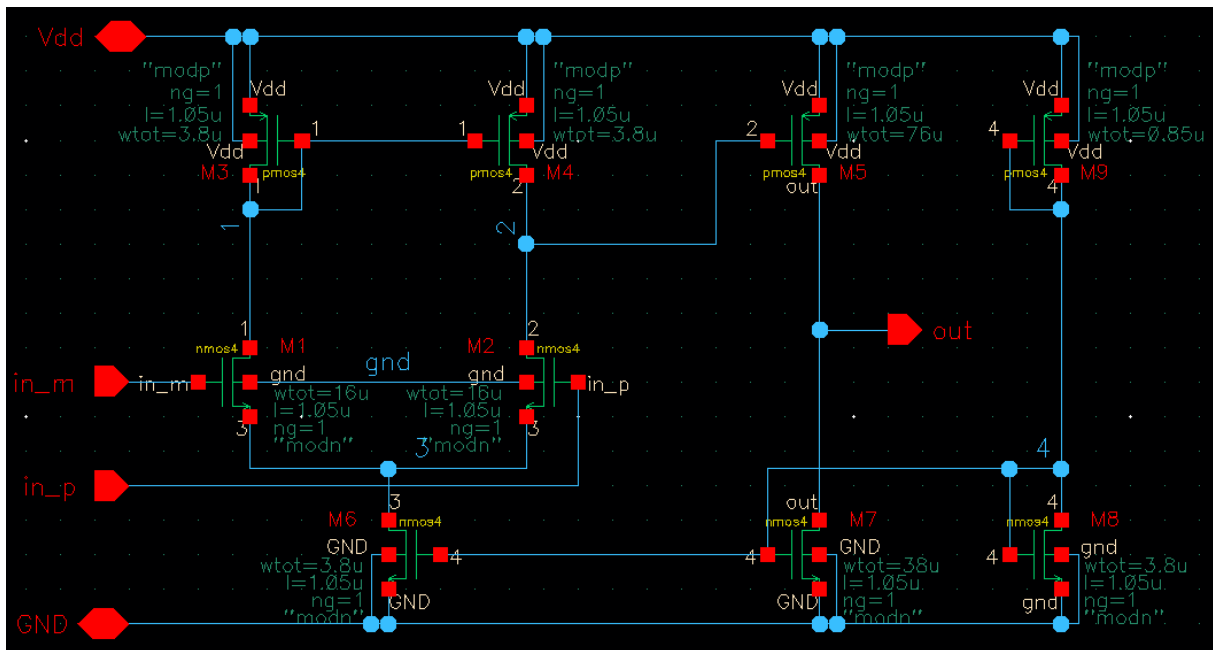 Vdd
"modp"
ng=1
l=1.05u
wtot=3.8u
Vdd
Vdd
1
M3
pmos4
1
1
"modp"
ng=1
l=1.05u
wtot=3.8u
Vdd
Vdd
1
M4
pmos4
2
2
"modp"
ng=1
l=1.05u
wtot=76u
Vdd
Vdd
2
M5
pmos4
out
"modp"
ng=1
l=1.05u
wtot=0.85u
Vdd
Vdd
4
M9
pmos4
4
out
in_m
in_m
1
nmos4
M1
gnd
wtot=16u
l=1.05u
ng=1
"modn"
3
gnd
2
M2
nmos4
gnd
in_p
wtot=16u
l=1.05u
ng=1
"modn"
3
3
in_p
3
M6
nmos4
GND
4
wtot=3.8u
l=1.05u
ng=1
"modn"
GND
out
nmos4
M7
4
GND
wtot=38u
l=1.05u
ng=1
"modn"
GND
4
4
nmos4
M8
4
gnd
wtot=3.8u
l=1.05u
ng=1
"modn"
gnd
GND